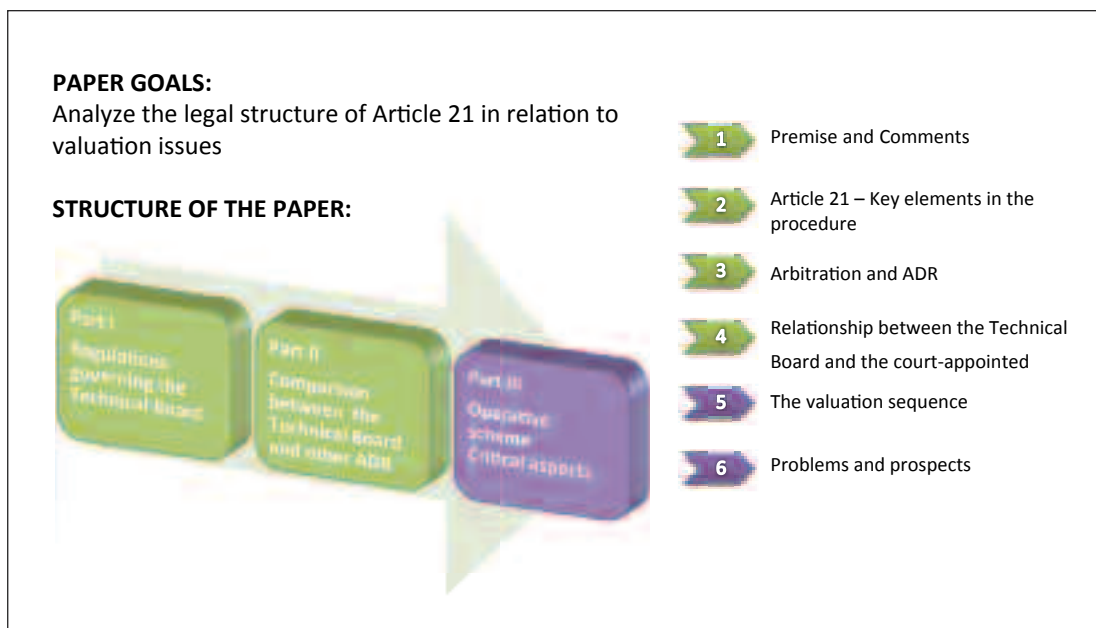 PAPER GOALS:
Analyze the legal structure of Article 21 in relation to
valuation issues
STRUCTURE OF THE PAPER:
Part I
Regulations
governing the
Technical Board
Part II
Comparison
between the
Technical Board
and other ADR
Part III
Operative
scheme
Critical aspects
1
Premise and Comments
2
Article 21 – Key elements in the
procedure
3
Arbitration and ADR
4
Relationship between the Technical
Board and the court-appointed
5
The valuation sequence
6
Problems and prospects